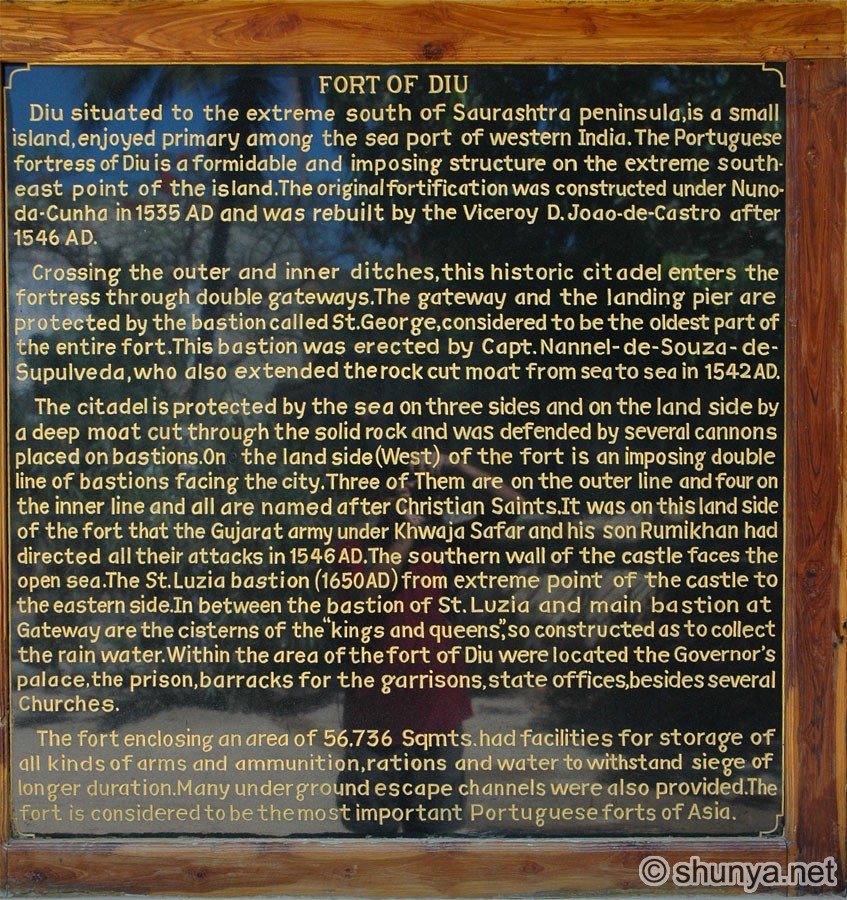 FORT OF DIU
Diu situated to the extreme south of Saurashtra peninsula,is a small
island,enjoyed primary among the sea port of western India.The Portuguese
fortress of Diu is a formidable and imposing structure on the extreme south-
east point of the island.The original fortification was constructed under Nuno-
da-Cunha in 1535 AD and was rebuilt by the Viceroy D.Joao-de-Castro after
1546 AD.
Crossing the outer and inner ditches,this historic citadel enters the
fortress through double gateways.The gateway and the landing pier are
protected by the bastion called St.George,considered to be the oldest part of
the entire fort.This bastion was erected by Capt.Nannel-de-Souza-de-
Supulveda,who also extended the rock cut moat from sea to sea in 1542 AD.
The citadel is protected by the sea on three sides and on the land side by
a deep moat cut through the solid rock and was defended by several cannons
placed on bastions.On the land side (West) of the fort is an imposing double
line of bastions facing the city.Three of Them are on the outer line and four on
the inner line and all are named after Christian Saints.It was on this land side
of the fort that the Gujarat army under Khwaja Safar and his son Rumikhan had
directed all their attacks in 1546 AD.The southern wall of the castle faces the
open sea.The St.Luzia bastion (1650AD) from extreme point of the castle to
the eastern side.In between the bastion of St.Luzia and main bastion at
Gateway are the cisterns of the "kings and queens",so constructed as to collect
the rain water.Within the area of the fort of Diu were located the Governor's
palace,the prison,barracks for the garrisons,state offices,besides several
Churches.
The fort enclosing an area of 56.736 Sqmts.had facilities for storage of
all kinds of arms and ammunition,rations and water to withstand siege of
longer duration.Many underground escape channels were also provided.The
fort is considered to be the most important Portuguese forts of Asia.
© shunya.net